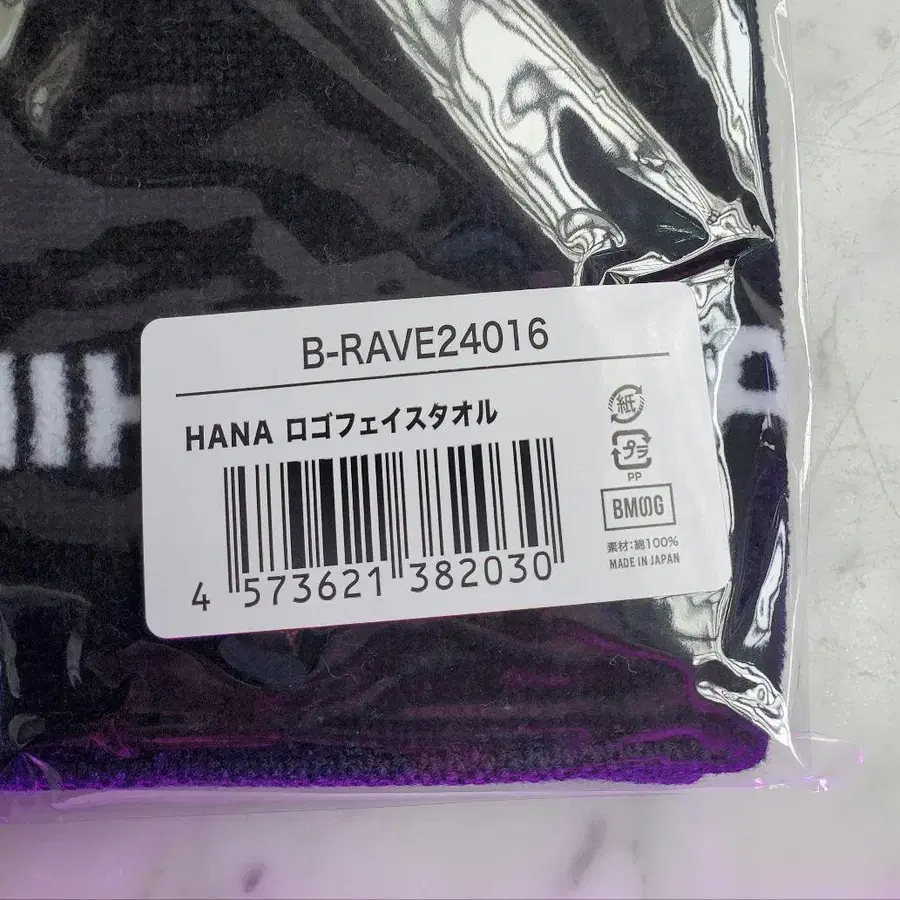 B-RAVE24016
HANA ロゴフェイスタオル
4 573621 382030
紙
プラ
PP
BMSG
素材:綿100%
MADE IN JAPAN